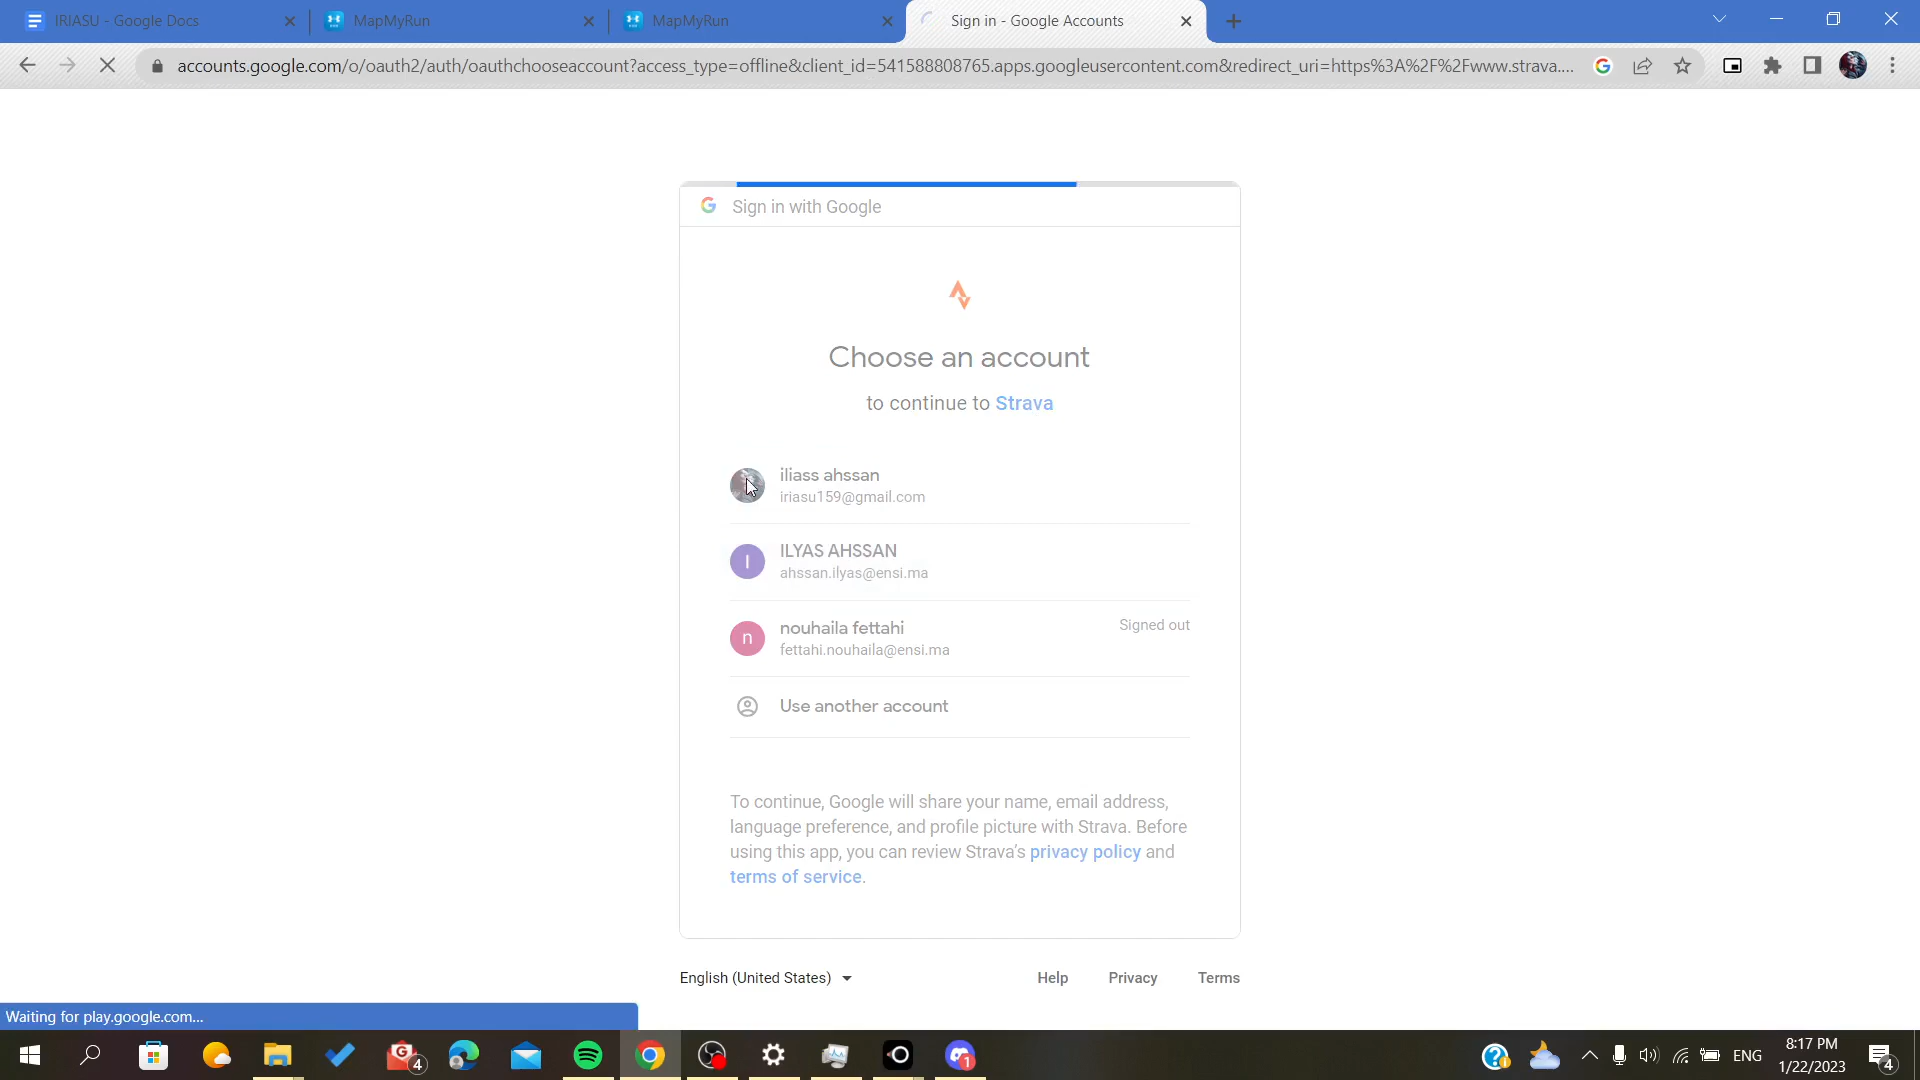 IRIASU - Google Docs
MapMyRun
MapMyRun
Sign in - Google Accounts
accounts.google.com/o/oauth2/auth/oauthchooseaccount?access_type=offline&client_id=541588808765.apps.googleusercontent.com&redirect_uri=https%3A%2F%2Fwww.strava....
Sign in with Google
Choose an account
to continue to Strava
iliass ahssan
iriasu159@gmail.com
ILYAS AHSSAN
ahssan.ilyas@ensi.ma
nouhaila fettahi
Signed out
fettahi.nouhaila@ensi.ma
Use another account
To continue, Google will share your name, email address,
language preference, and profile picture with Strava. Before
using this app, you can review Strava's privacy policy and
terms of service.
English (United States)
Help
Privacy
Terms
Waiting for play.google.com...
4
1
ENG
8:17 PM
1/22/2023
4